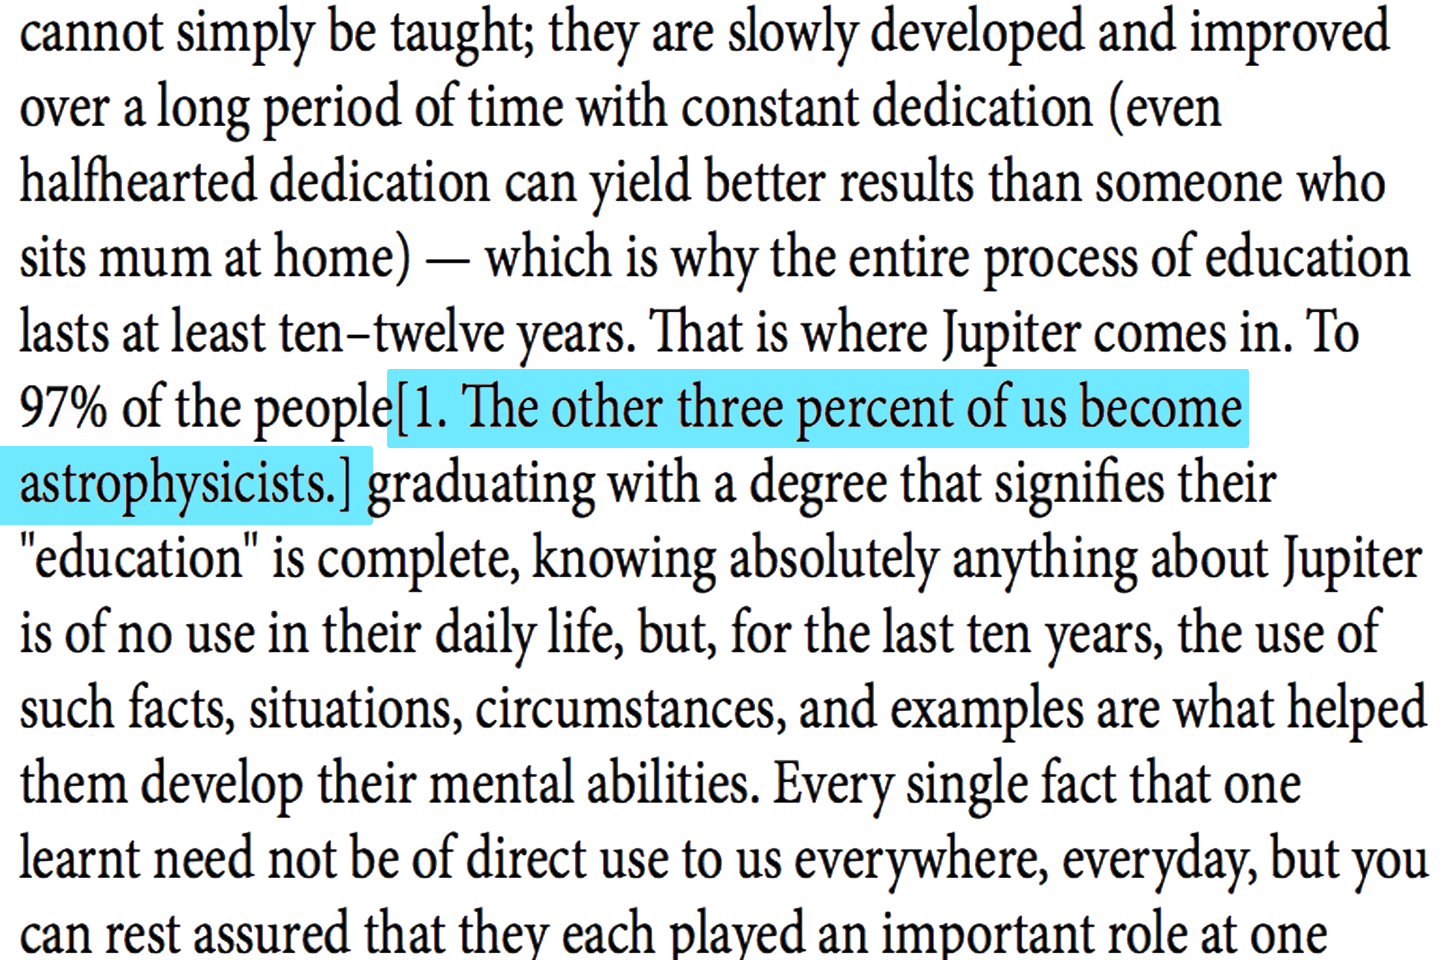 cannot simply be taught; they are slowly developed and improved
over a long period of time with constant dedication (even
halfhearted dedication can yield better results than someone who
sits mum at home) — which is why the entire process of education
lasts at least ten–twelve years. That is where Jupiter comes in. To
97% of the people[1. The other three percent of us become
astrophysicists.] graduating with a degree that signifies their
"education" is complete, knowing absolutely anything about Jupiter
is of no use in their daily life, but, for the last ten years, the use of
such facts, situations, circumstances, and examples are what helped
them develop their mental abilities. Every single fact that one
learnt need not be of direct use to us everywhere, everyday, but you
can rest assured that they each played an important role at one